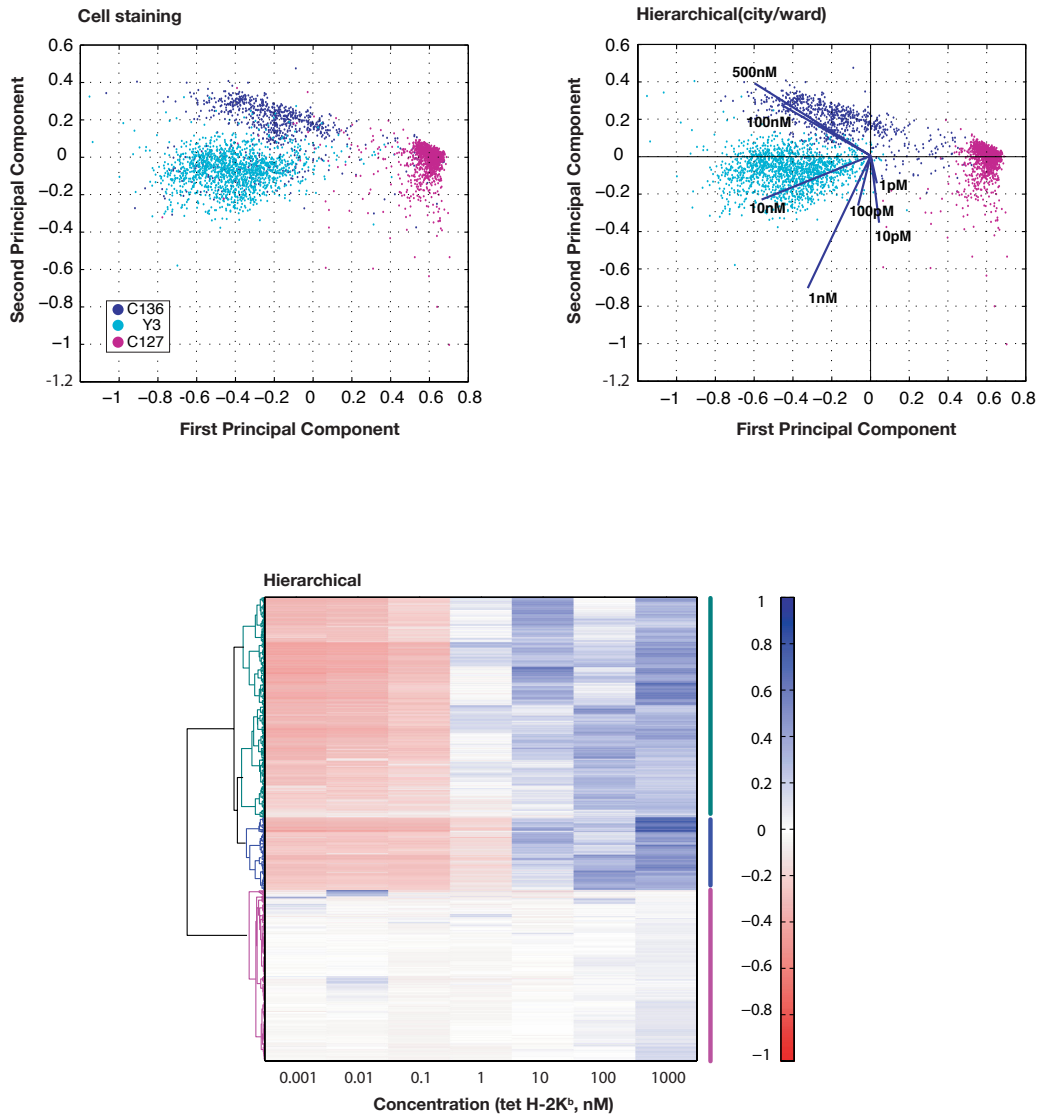 Cell staining
Hierarchical(city/ward)
Second Principal Component
0.6
0.4
0.2
0
−0.2
−0.4
−0.6
−0.8
−1
-1.2
C136
Y3
C127
−1 -0.8 -0.6 -0.4 -0.2 0 0.2 0.4 0.6
First Principal Component
Second Principal Component
0.6
0.4
0.2
0
−0.2
−0.4
−0.6
−0.8
−1
-1.2
500nM
100nM
10nM
1pM
100pM
10pM
1nM
−1 −0.8 −0.6 −0.4 −0.2 0 0.2 0.4 0.6 0.8
First Principal Component
Hierarchical
0.001 0.01 0.1 1 10 100 1000
Concentration (tet H-2Kᵇ, nM)
1
0.8
0.6
0.4
0.2
0
−0.2
−0.4
−0.6
−0.8
−1